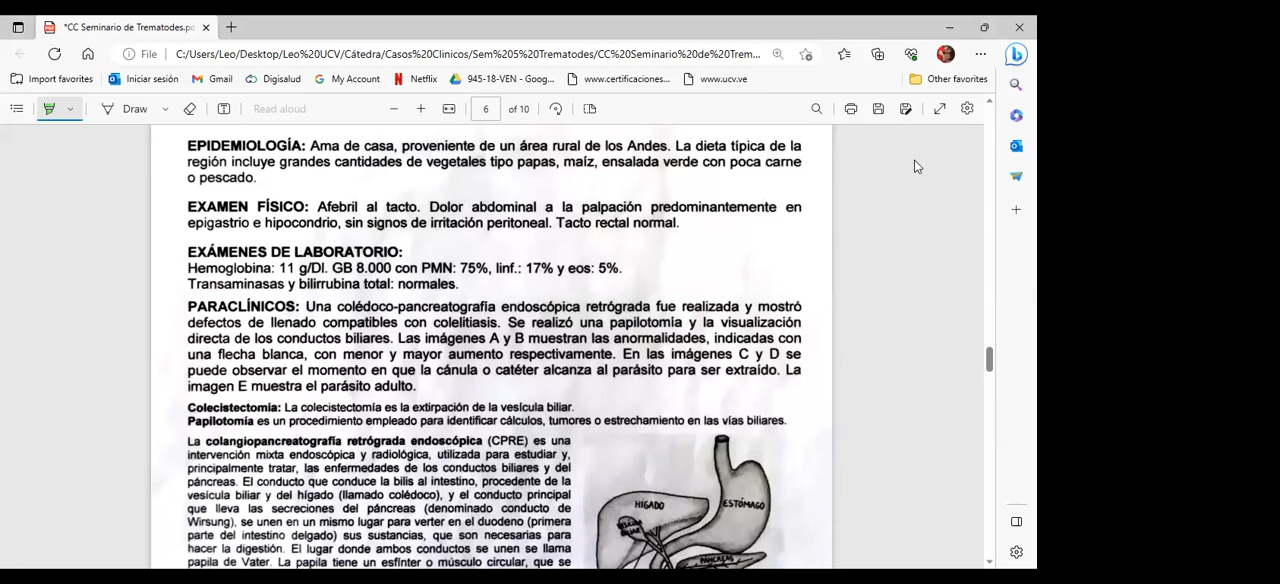 *CC Seminario de Trematodes.pd
File
C:/Users/Leo/Desktop/Leo%20UCV/Cátedra/Casos%20Clinicos/Sem%205%20Trematodes/CC%20Seminario%20de%20Trem...
Import favorites
Iniciar sesión
Gmail
Digisalud
My Account
Netflix
945-18-VEN - Goog...
www.certificaciones...
www.ucv.ve
Other favorites
Draw
Read aloud
6
of 10
EPIDEMIOLOGÍA: Ama de casa, proveniente de un área rural de los Andes. La dieta típica de la
región incluye grandes cantidades de vegetales tipo papas, maíz, ensalada verde con poca carne
o pescado.
EXAMEN FÍSICO: Afebril al tacto. Dolor abdominal a la palpación predominantemente en
epigastrio e hipocondrio, sin signos de irritación peritoneal. Tacto rectal normal.
EXÁMENES DE LABORATORIO:
Hemoglobina: 11 g/Dl. GB 8.000 con PMN: 75%, linf.: 17% y eos: 5%.
Transaminasas y bilirrubina total: normales.
PARACLÍNICOS: Una colédoco-pancreatografía endoscópica retrógrada fue realizada y mostró
defectos de llenado compatibles con colelitiasis. Se realizó una papilotomía y la visualización
directa de los conductos biliares. Las imágenes A y B muestran las anormalidades, indicadas con
una flecha blanca, con menor y mayor aumento respectivamente. En las imágenes C y D se
puede observar el momento en que la cánula o catéter alcanza al parásito para ser extraído. La
imagen E muestra el parásito adulto.
Colecistectomía: La colecistectomía es la extirpación de la vesícula biliar.
Papilotomía es un procedimiento empleado para identificar cálculos, tumores o estrechamiento en las vías biliares.
La colangiopancreatografía retrógrada endoscópica (CPRE) es una
intervención mixta endoscópica y radiológica, utilizada para estudiar y,
principalmente tratar, las enfermedades de los conductos biliares y del
páncreas. El conducto que conduce la bilis al intestino, procedente de la
vesícula biliar y del hígado (llamado colédoco), y el conducto principal
que lleva las secreciones del páncreas (denominado conducto de
Wirsung), se unen en un mismo lugar para verter en el duodeno (primera
parte del intestino delgado) sus sustancias, que son necesarias para
hacer la digestión. El lugar donde ambos conductos se unen se llama
papila de Vater. La papila tiene un esfínter o músculo circular, que se
HÍGADO
ESTÓMAGO
VESÍCULA
BILIAR
PÁNCREAS